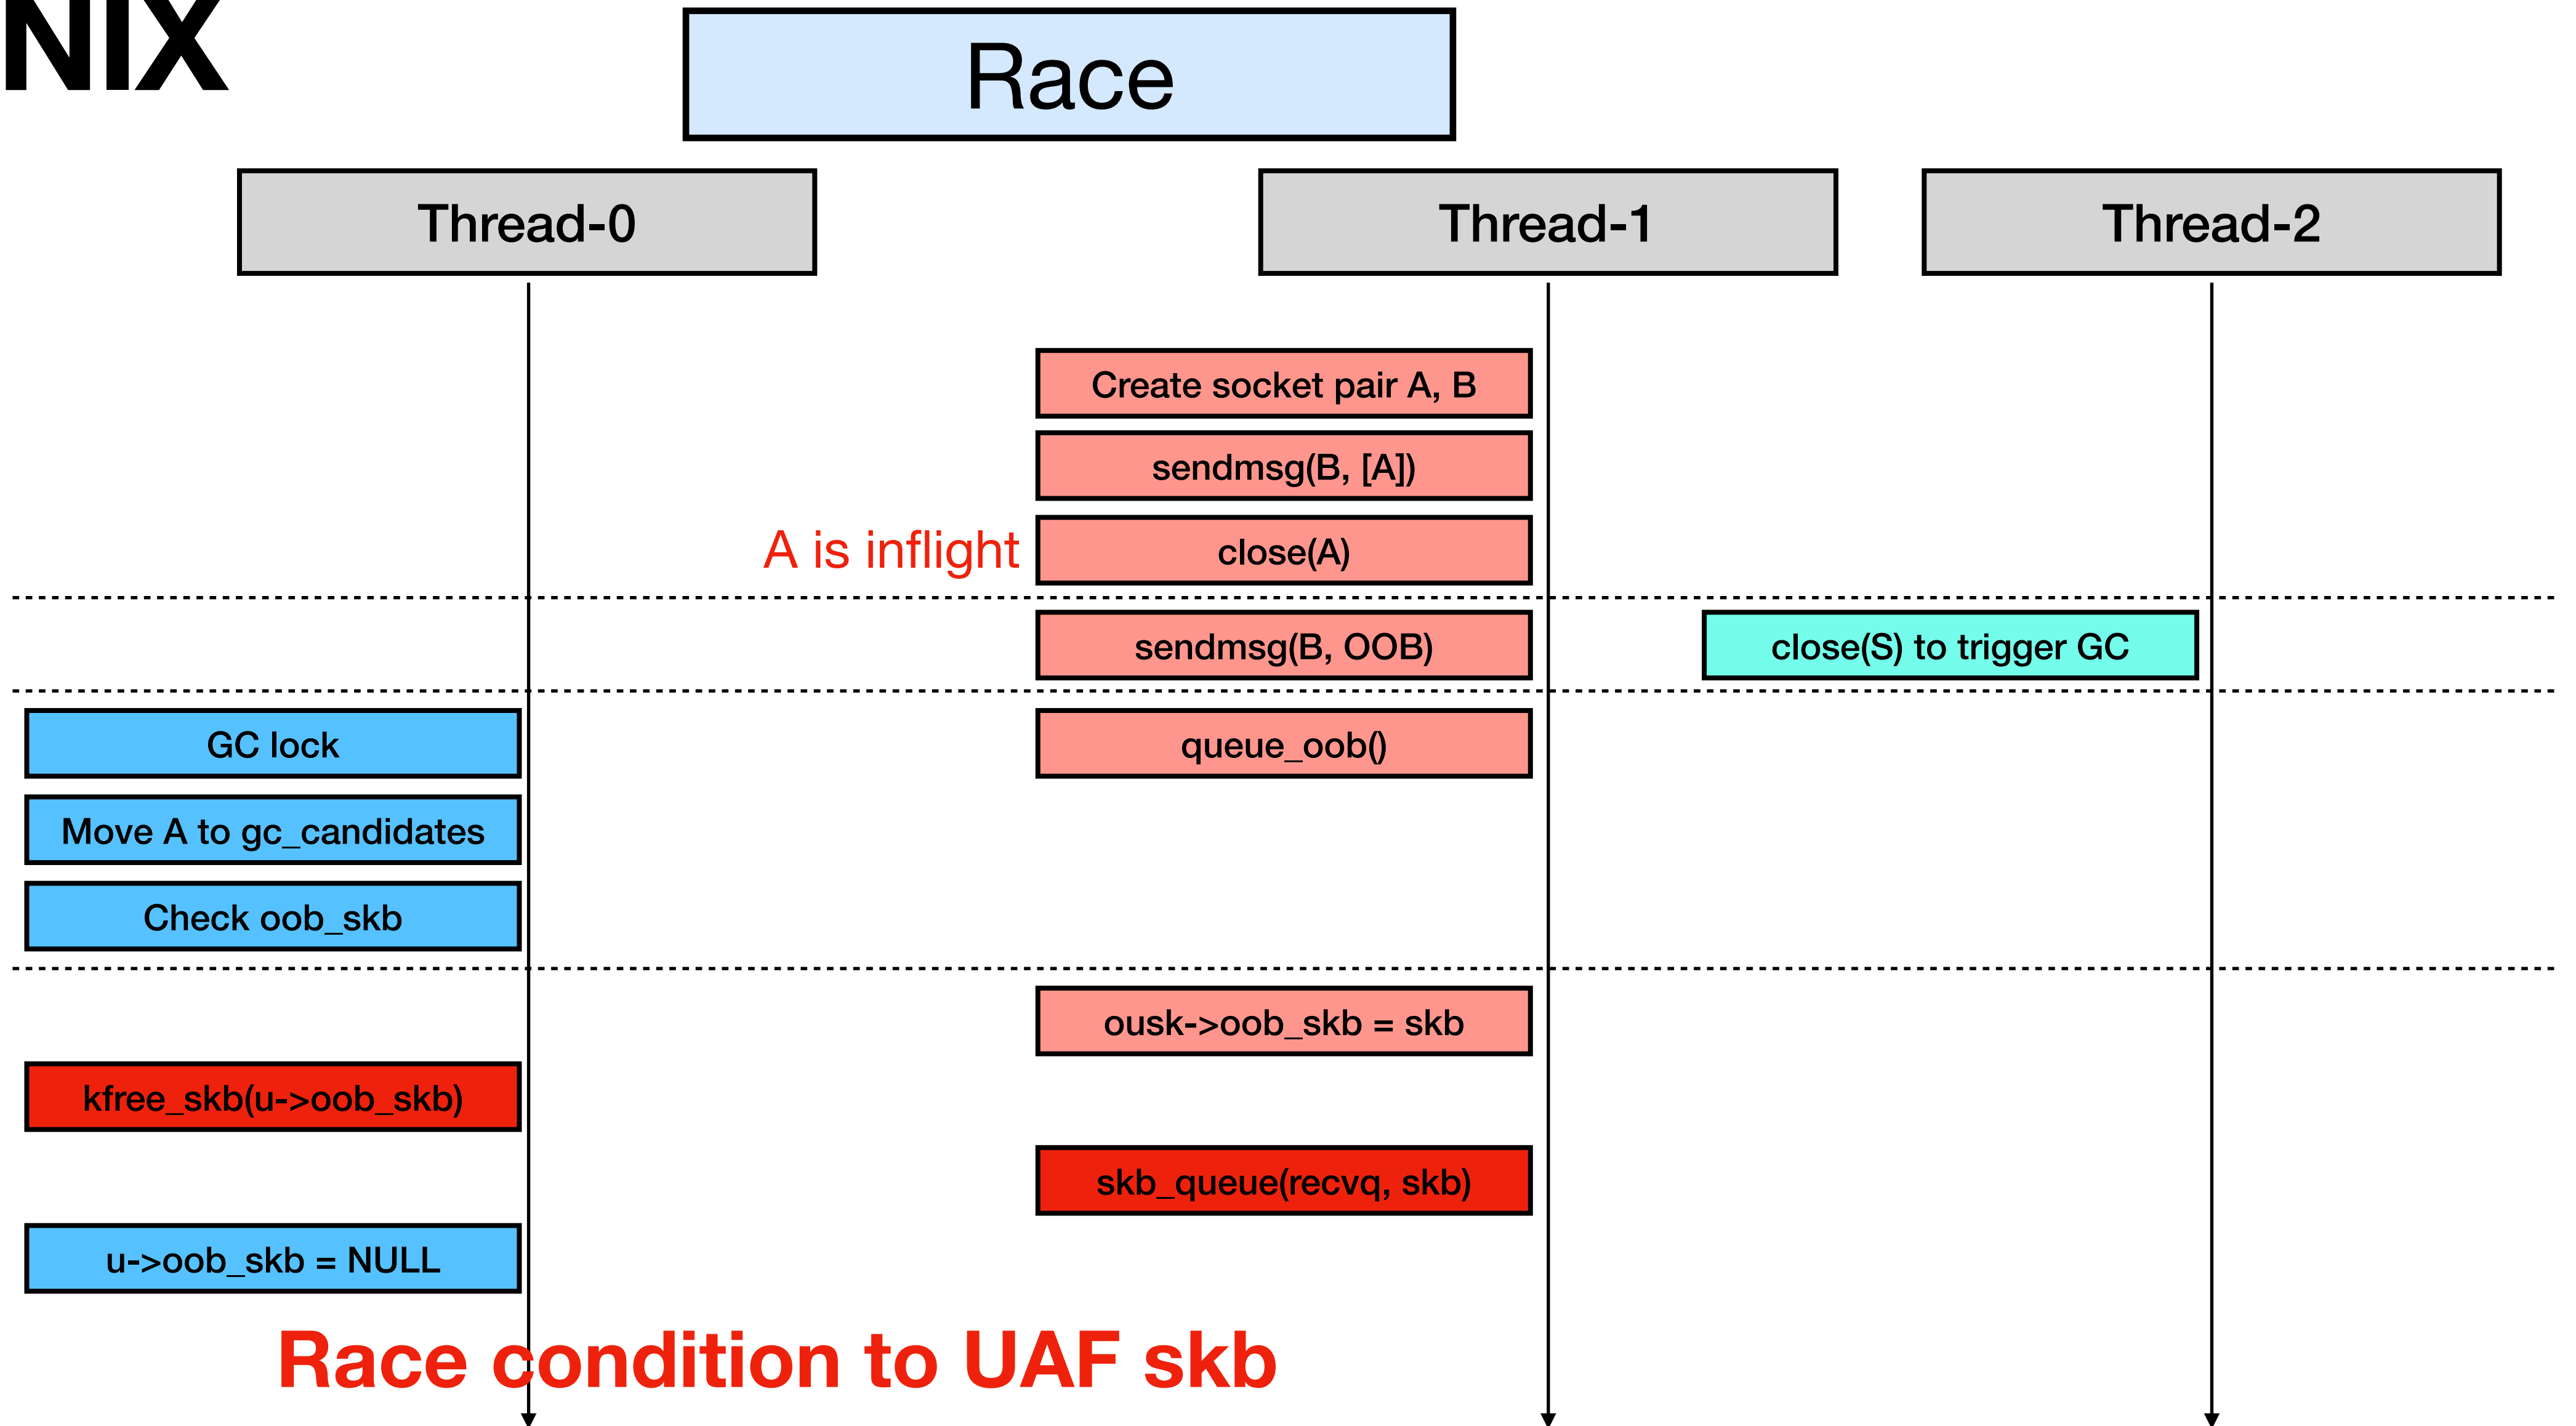 NIX
Race
Thread-0
Thread-1
Thread-2
Create socket pair A, B
sendmsg(B, [A])
A is inflight
close(A)
sendmsg(B, OOB)
close(S) to trigger GC
GC lock
queue_oob()
Move A to gc_candidates
Check oob_skb
ousk->oob_skb = skb
kfree_skb(u->oob_skb)
skb_queue(recvq, skb)
u->oob_skb = NULL
Race condition to UAF skb